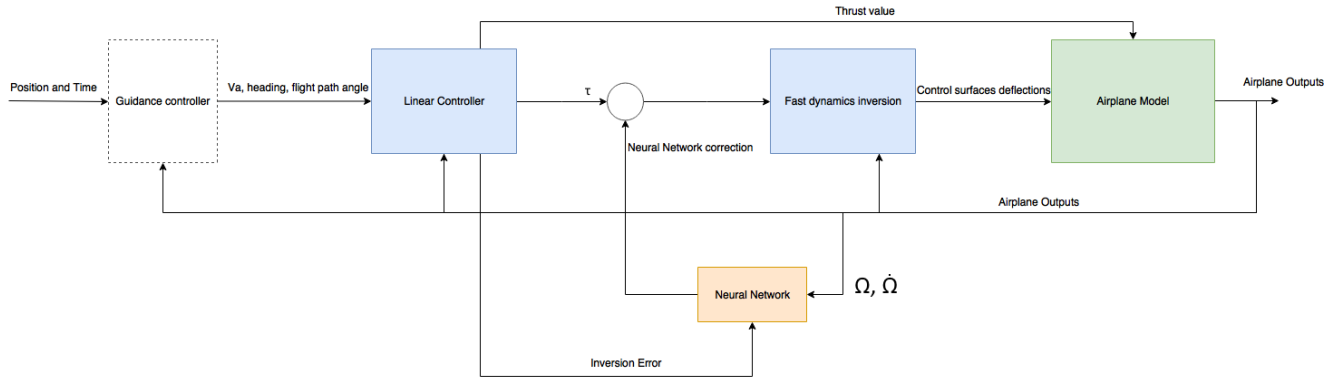 Thrust value
Position and Time
Guidance controller
Va, heading, flight path angle
Linear Controller
τ
Fast dynamics inversion
Control surfaces deflections
Airplane Model
Airplane Outputs
Neural Network correction
Airplane Outputs
Neural Network
Ω, Ω̇
Inversion Error